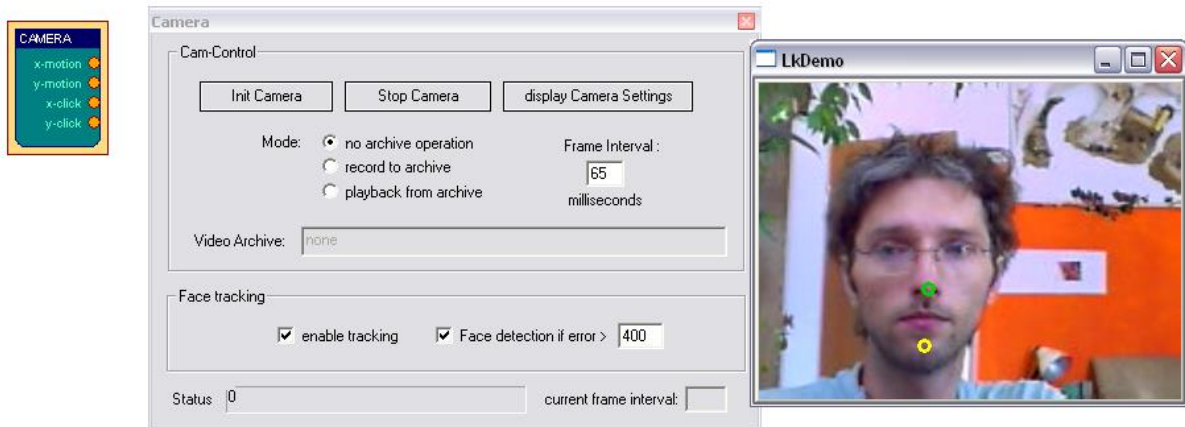 CAMERA
x-motion
y-motion
x-click
y-click
Camera
Cam-Control
Init Camera
Stop Camera
display Camera Settings
Mode:
no archive operation
record to archive
playback from archive
Frame Interval :
65
milliseconds
Video Archive:
none
Face tracking
enable tracking
Face detection if error >
400
Status
0
current frame interval:
LkDemo